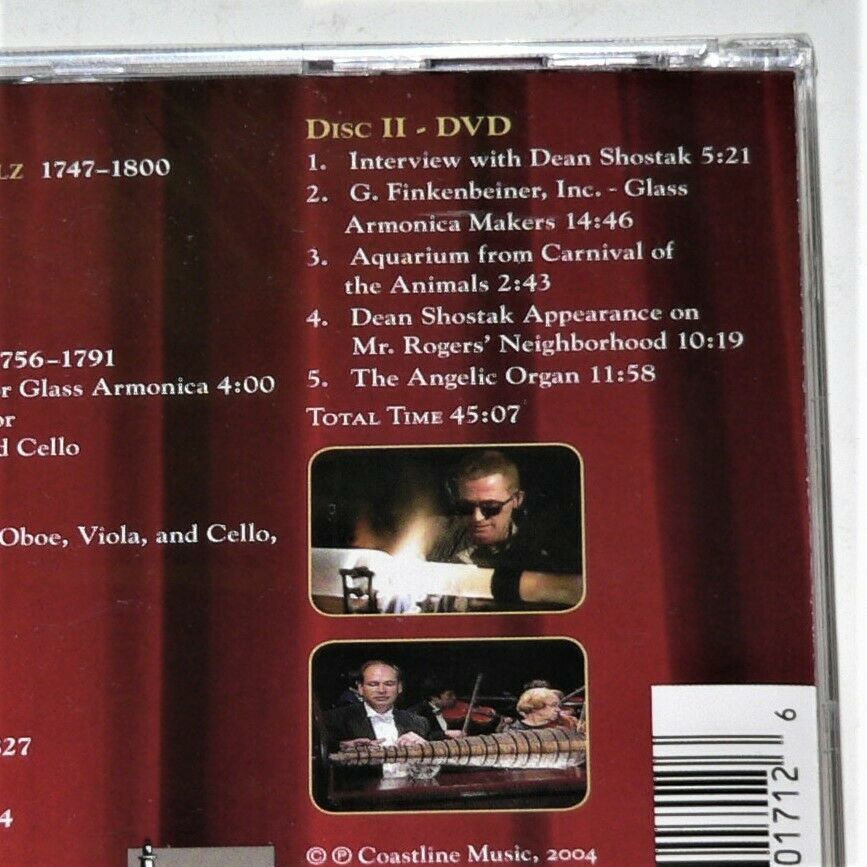 LZ 1747–1800
756–1791
r Glass Armonica 4:00
or
d Cello
Oboe, Viola, and Cello,
827
4
Disc II - DVD
1. Interview with Dean Shostak 5:21
2. G. Finkenbeiner, Inc. - Glass
Armonica Makers 14:46
3. Aquarium from Carnival of
the Animals 2:43
4. Dean Shostak Appearance on
Mr. Rogers' Neighborhood 10:19
5. The Angelic Organ 11:58
Total Time 45:07
© ℗ Coastline Music, 2004
01712 6